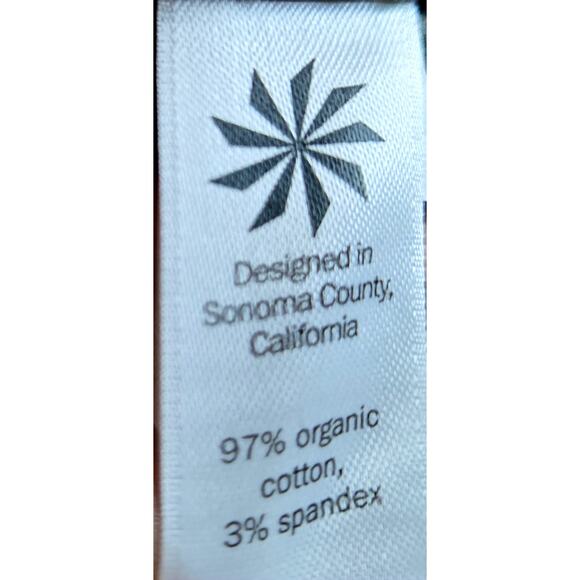 Designed in
Sonoma County,
California
97% organic
cotton,
3% spandex